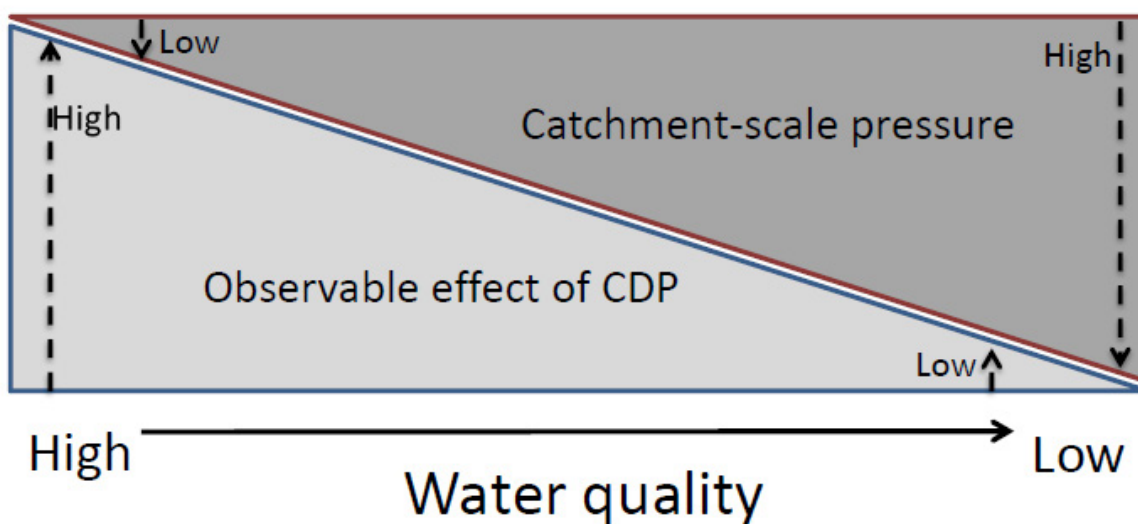 Low
High
High
Catchment-scale pressure
Observable effect of CDP
Low
High
Low
Water quality